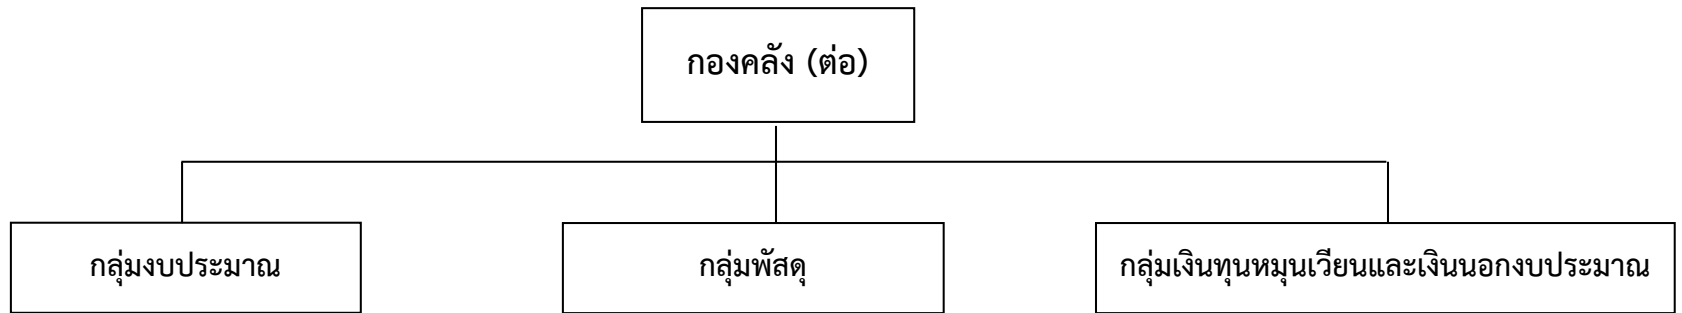 กองคลัง (ต่อ)
กลุ่มงบประมาณ
กลุ่มพัสดุ
กลุ่มเงินทุนหมุนเวียนและเงินนอกงบประมาณ